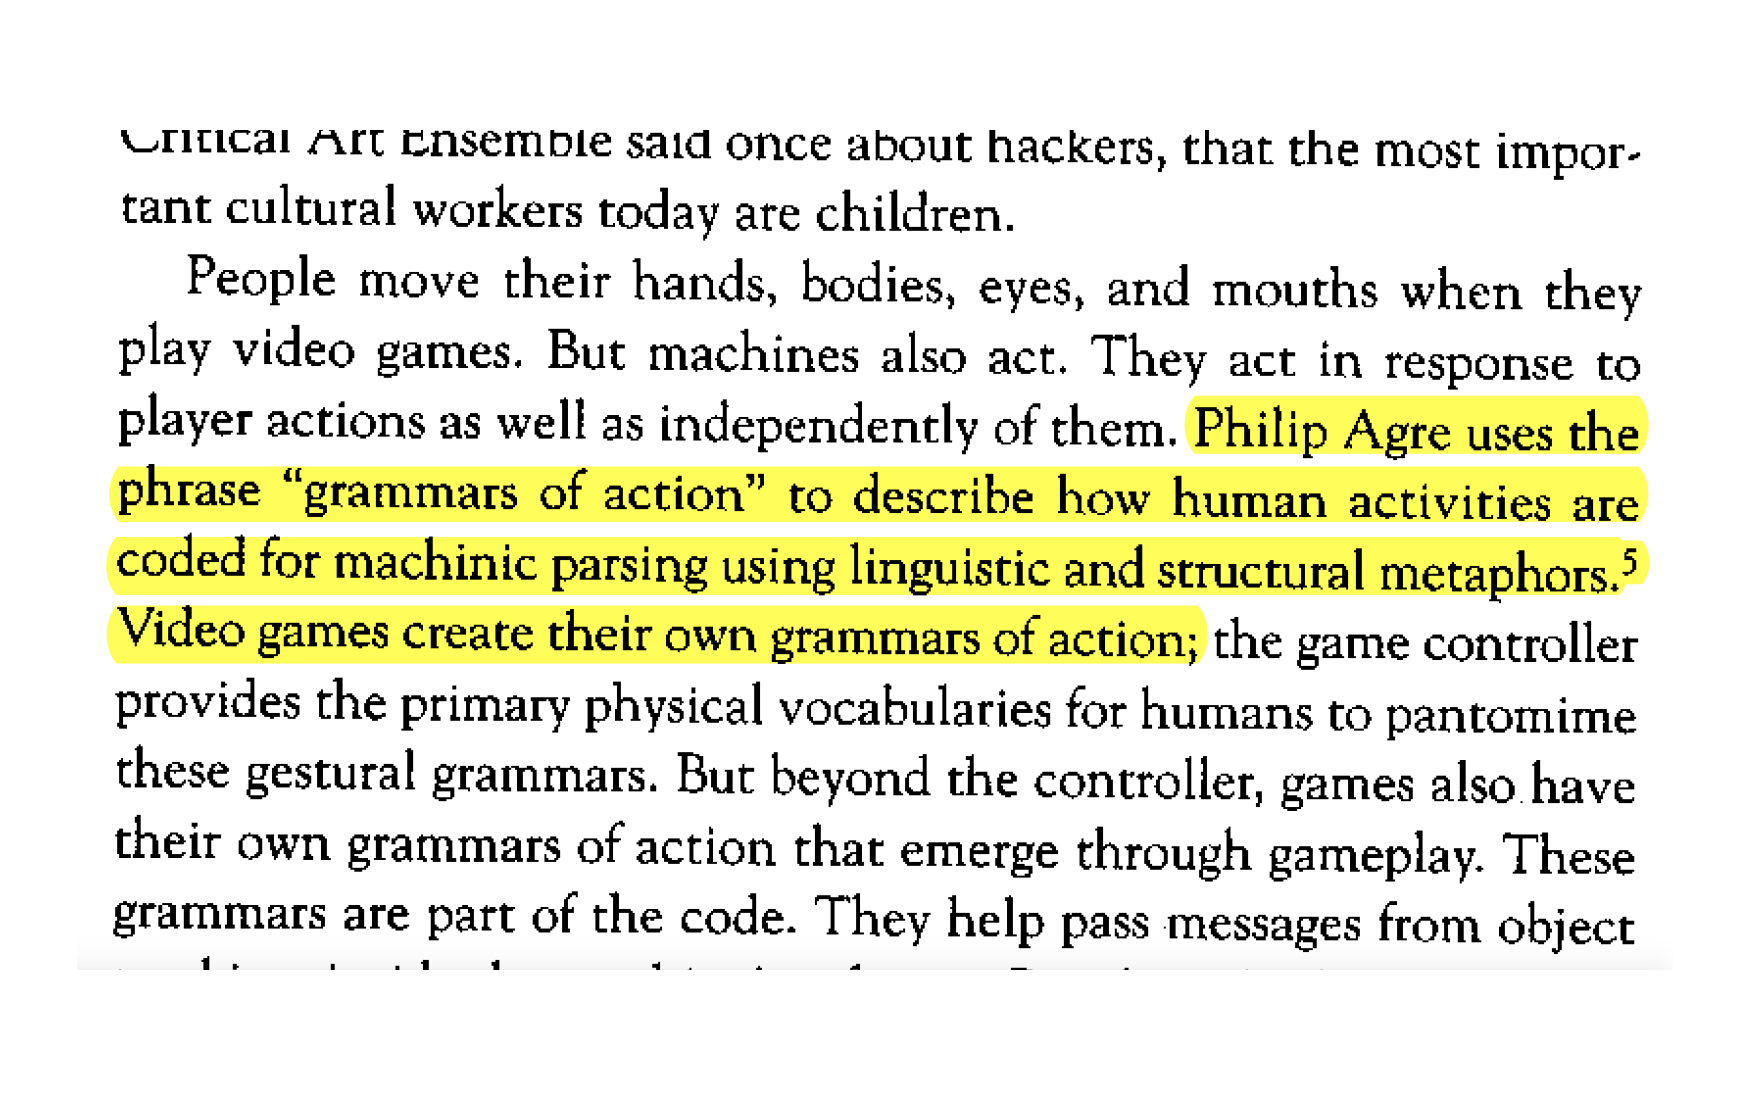 Critical Art Ensemble said once about hackers, that the most impor-
tant cultural workers today are children.
People move their hands, bodies, eyes, and mouths when they
play video games. But machines also act. They act in response to
player actions as well as independently of them. Philip Agre uses the
phrase “grammars of action” to describe how human activities are
coded for machinic parsing using linguistic and structural metaphors.5
Video games create their own grammars of action; the game controller
provides the primary physical vocabularies for humans to pantomime
these gestural grammars. But beyond the controller, games also have
their own grammars of action that emerge through gameplay. These
grammars are part of the code. They help pass messages from object